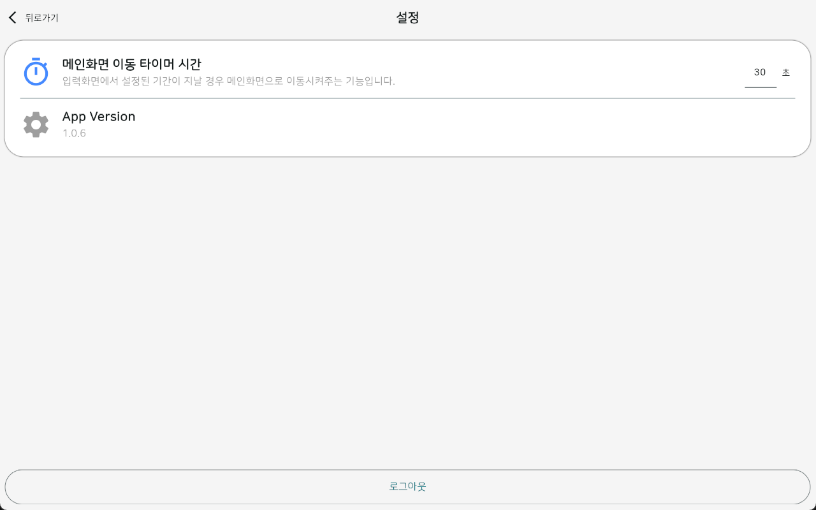 뒤로가기
설정
메인화면 이동 타이머 시간
입력화면에서 설정된 기간이 지날 경우 메인화면으로 이동시켜주는 기능입니다.
30 초
App Version
1.0.6
로그아웃